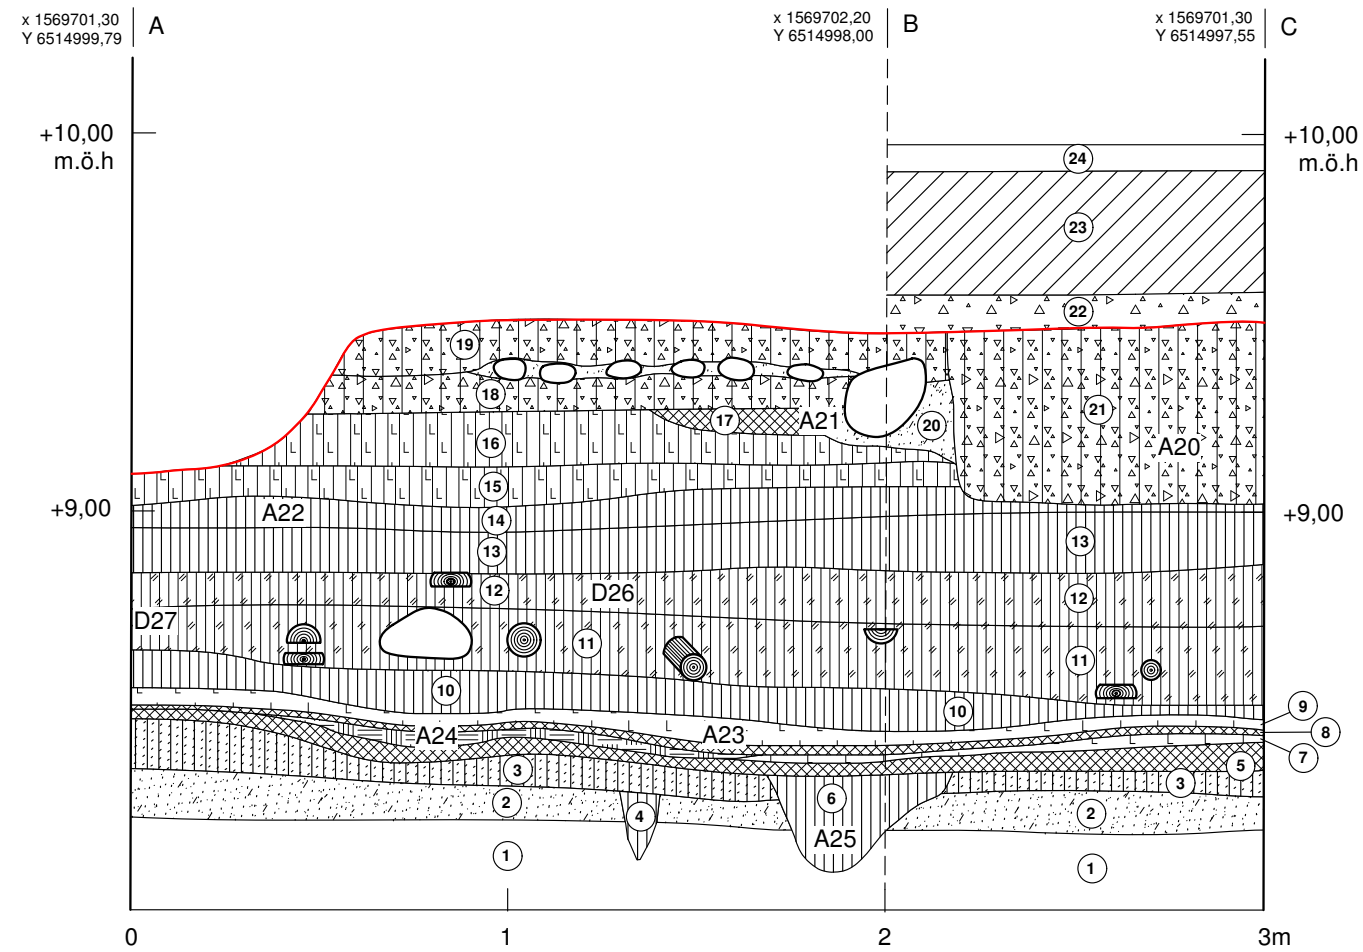 x 1569701,30
Y 6514999,79
A
x 1569702,20
Y 6514998,00
B
x 1569701,30
Y 6514997,55
C
+10,00
m.ö.h
+10,00
m.ö.h
24
23
22
19
18
17
A21
20
21
A20
16
15
+9,00
A22
14
+9,00
13
13
12
D26
12
D27
11
11
10
10
9
A24
A23
8
7
5
3
3
2
6
2
4
A25
1
1
0
1
2
3m